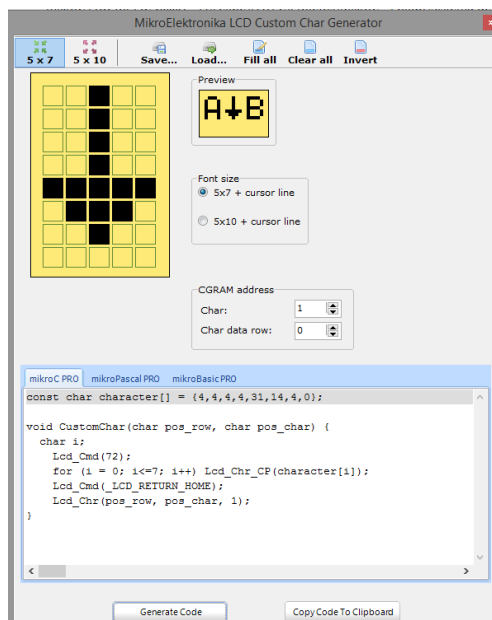 MikroElektronika LCD Custom Char Generator
5 x 7 5 x 10 Save... Load... Fill all Clear all Invert
Preview
A↓B
Font size
5x7 + cursor line
5x10 + cursor line
CGRAM address
Char: 1
Char data row: 0
mikroC PRO mikroPascal PRO mikroBasic PRO
const char character[] = {4,4,4,4,31,14,4,0};
void CustomChar(char pos_row, char pos_char) {
char i;
Lcd_Cmd(72);
for (i = 0; i<=7; i++) Lcd_Chr_CP(character[i]);
Lcd_Cmd(_LCD_RETURN_HOME);
Lcd_Chr(pos_row, pos_char, 1);
}
Generate Code Copy Code To Clipboard